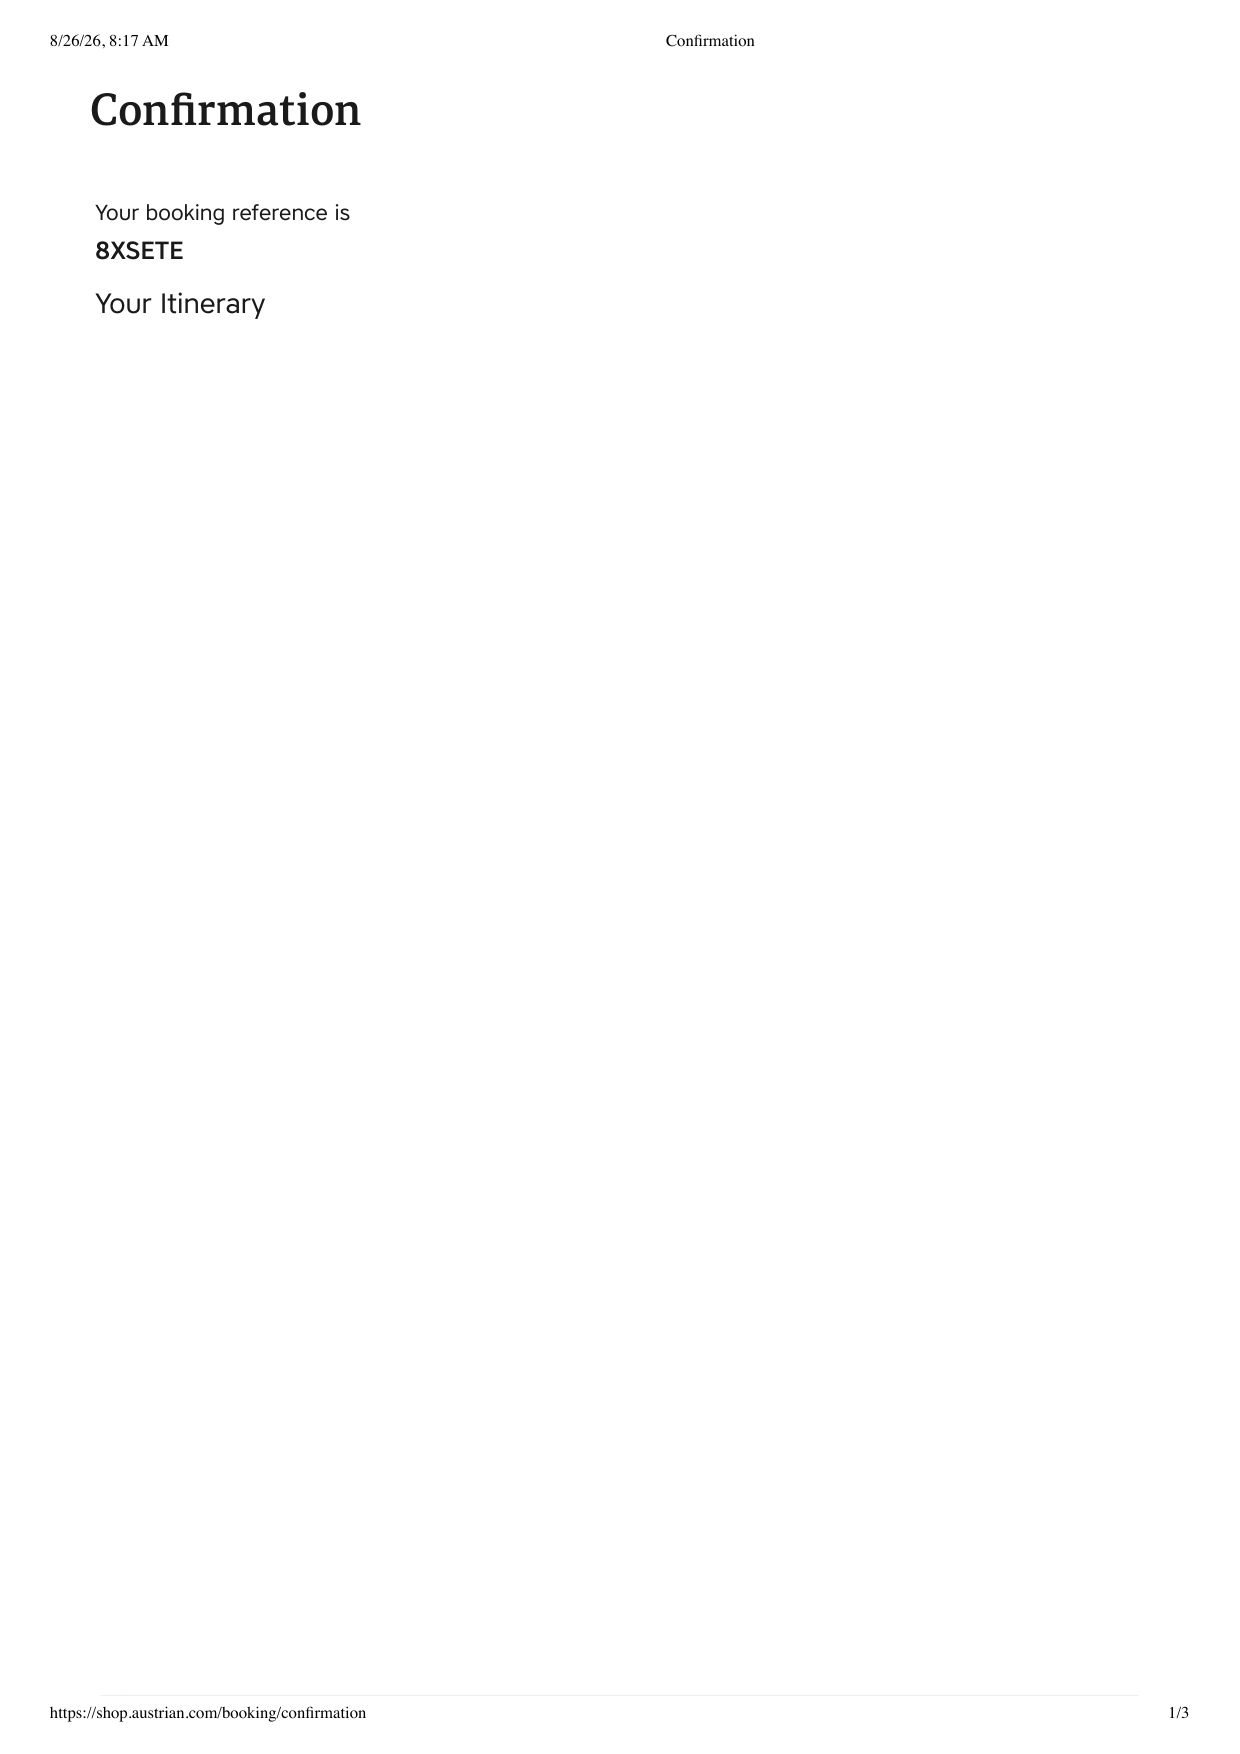 8/26/26, 8:17 AM
Confirmation
Confirmation
Your booking reference is
8XSETE
Your Itinerary
https://shop.austrian.com/booking/confirmation
1/3